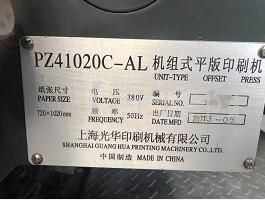 PZ41020C-AL 机组式平版印刷机
UNIT-TYPE OFFSET PRESS
纸张尺寸 电压 380V 编号
PAPER SIZE VOLTAGE SERIAL NO.
720×1020mm 频率 50Hz 出厂日期 2013-05
FREQUENCY DATE MFD
上海光华印刷机械有限公司
SHANGHAI GUANG HUA PRINTING MACHINERY CO., LTD
中国制造 MADE IN CHINA